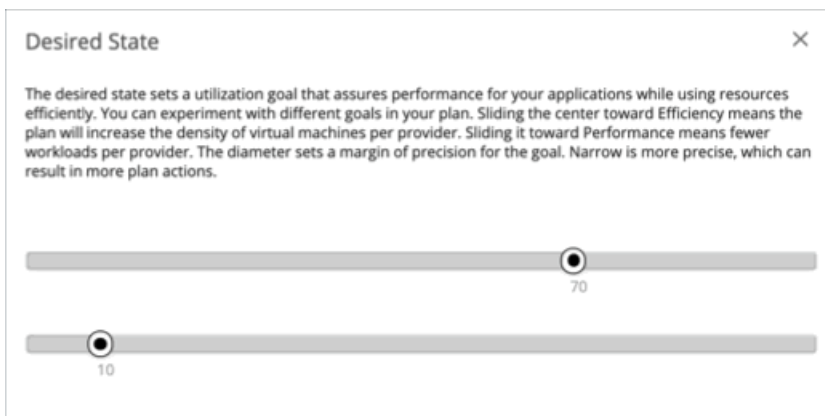 Desired State
The desired state sets a utilization goal that assures performance for your applications while using resources
efficiently. You can experiment with different goals in your plan. Sliding the center toward Efficiency means the
plan will increase the density of virtual machines per provider. Sliding it toward Performance means fewer
workloads per provider. The diameter sets a margin of precision for the goal. Narrow is more precise, which can
result in more plan actions.
70
10